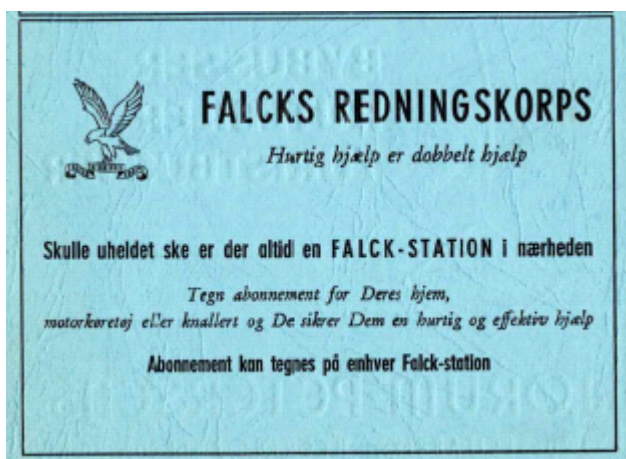 FALCKS REDNINGSKORPS
Hurtig hjælp er dobbelt hjælp
Skulle uheldet ske er der altid en FALCK-STATION i nærheden
Tegn abonnement for Deres hjem,
motorkøretøj eller knallert og De sikrer Dem en hurtig og effektiv hjælp
Abonnement kan tegnes på enhver Falck-station